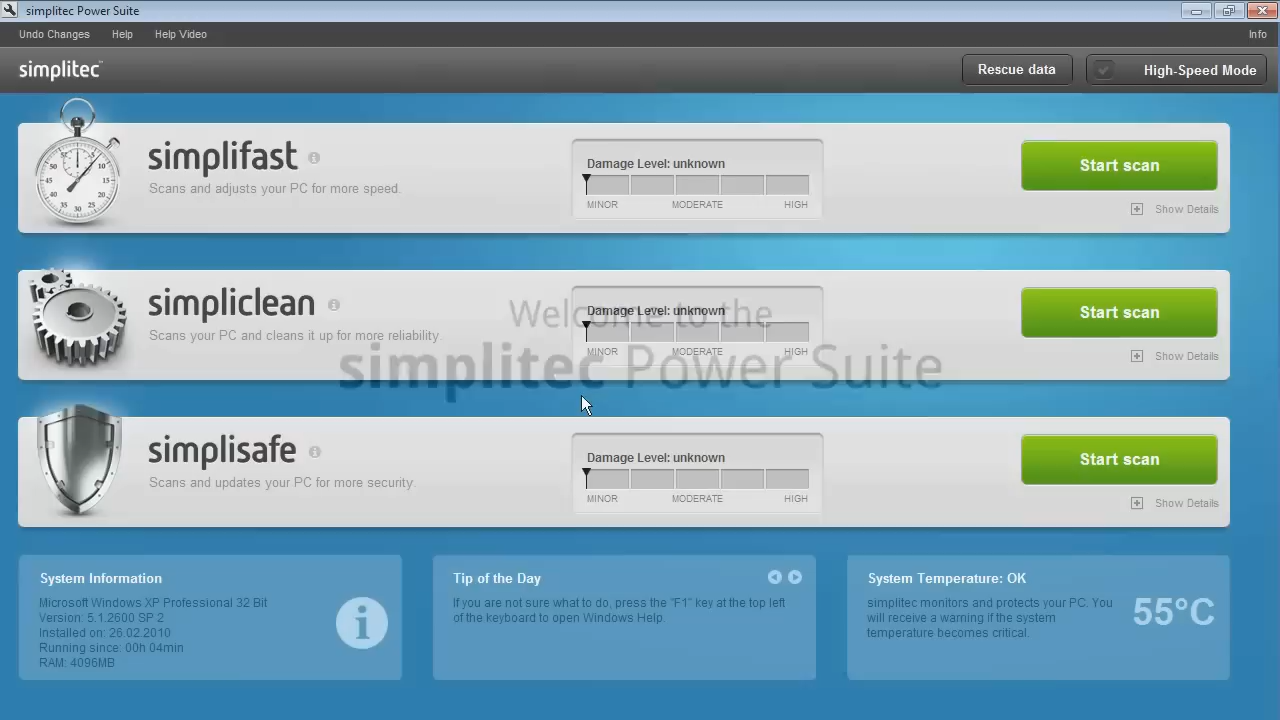 simplitec Power Suite
Undo Changes Help Help Video Info
simplitec Rescue data High-Speed Mode
simplifast
Scans and adjusts your PC for more speed.
Damage Level: unknown
MINOR MODERATE HIGH
Start scan
Show Details
simpliclean
Scans your PC and cleans it up for more reliability.
Damage Level: unknown
MINOR MODERATE HIGH
Start scan
Show Details
Welcome to the
simplitec Power Suite
simplisafe
Scans and updates your PC for more security.
Damage Level: unknown
MINOR MODERATE HIGH
Start scan
Show Details
System Information
Microsoft Windows XP Professional 32 Bit
Version: 5.1.2600 SP 2
Installed on: 26.02.2010
Running since: 00h 04min
RAM: 4096MB
Tip of the Day
If you are not sure what to do, press the "F1" key at the top left
of the keyboard to open Windows Help.
System Temperature: OK
simplitec monitors and protects your PC. You
will receive a warning if the system
temperature becomes critical.
55°C